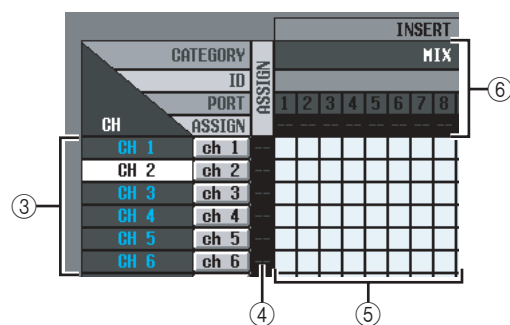 INSERT
CATEGORY MIX
ID
PORT
CH ASSIGN ASSIGN 1 2 3 4 5 6 7 8
-- -- -- -- -- -- -- --
CH 1 ch 1 --
CH 2 ch 2 --
CH 3 ch 3 --
CH 4 ch 4 --
CH 5 ch 5 --
CH 6 ch 6 --
③
④
⑤
⑥